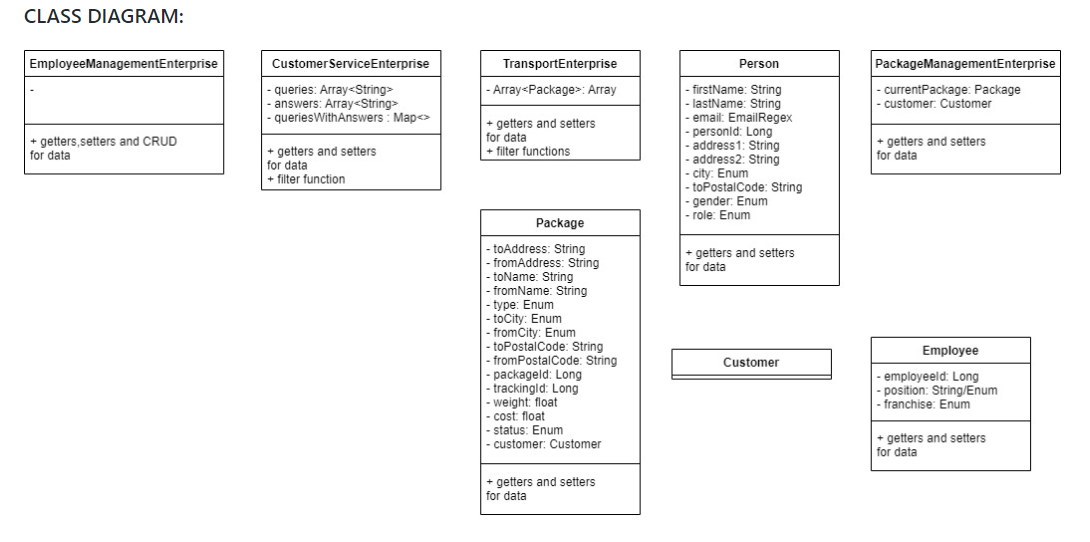 CLASS DIAGRAM:
EmployeeManagementEnterprise
-
+ getters,setters and CRUD
for data
CustomerServiceEnterprise
- queries: Array<String>
- answers: Array<String>
- queriesWithAnswers : Map<>
+ getters and setters
for data
+ filter function
TransportEnterprise
- Array<Package>: Array
+ getters and setters
for data
+ filter functions
Person
- firstName: String
- lastName: String
- email: EmailRegex
- personId: Long
- address1: String
- address2: String
- city: Enum
- toPostalCode: String
- gender: Enum
- role: Enum
+ getters and setters
for data
PackageManagementEnterprise
- currentPackage: Package
- customer: Customer
+ getters and setters
for data
Package
- toAddress: String
- fromAddress: String
- toName: String
- fromName: String
- type: Enum
- toCity: Enum
- fromCity: Enum
- toPostalCode: String
- fromPostalCode: String
- packageId: Long
- trackingId: Long
- weight: float
- cost: float
- status: Enum
- customer: Customer
+ getters and setters
for data
Customer
Employee
- employeeId: Long
- position: String/Enum
- franchise: Enum
+ getters and setters
for data